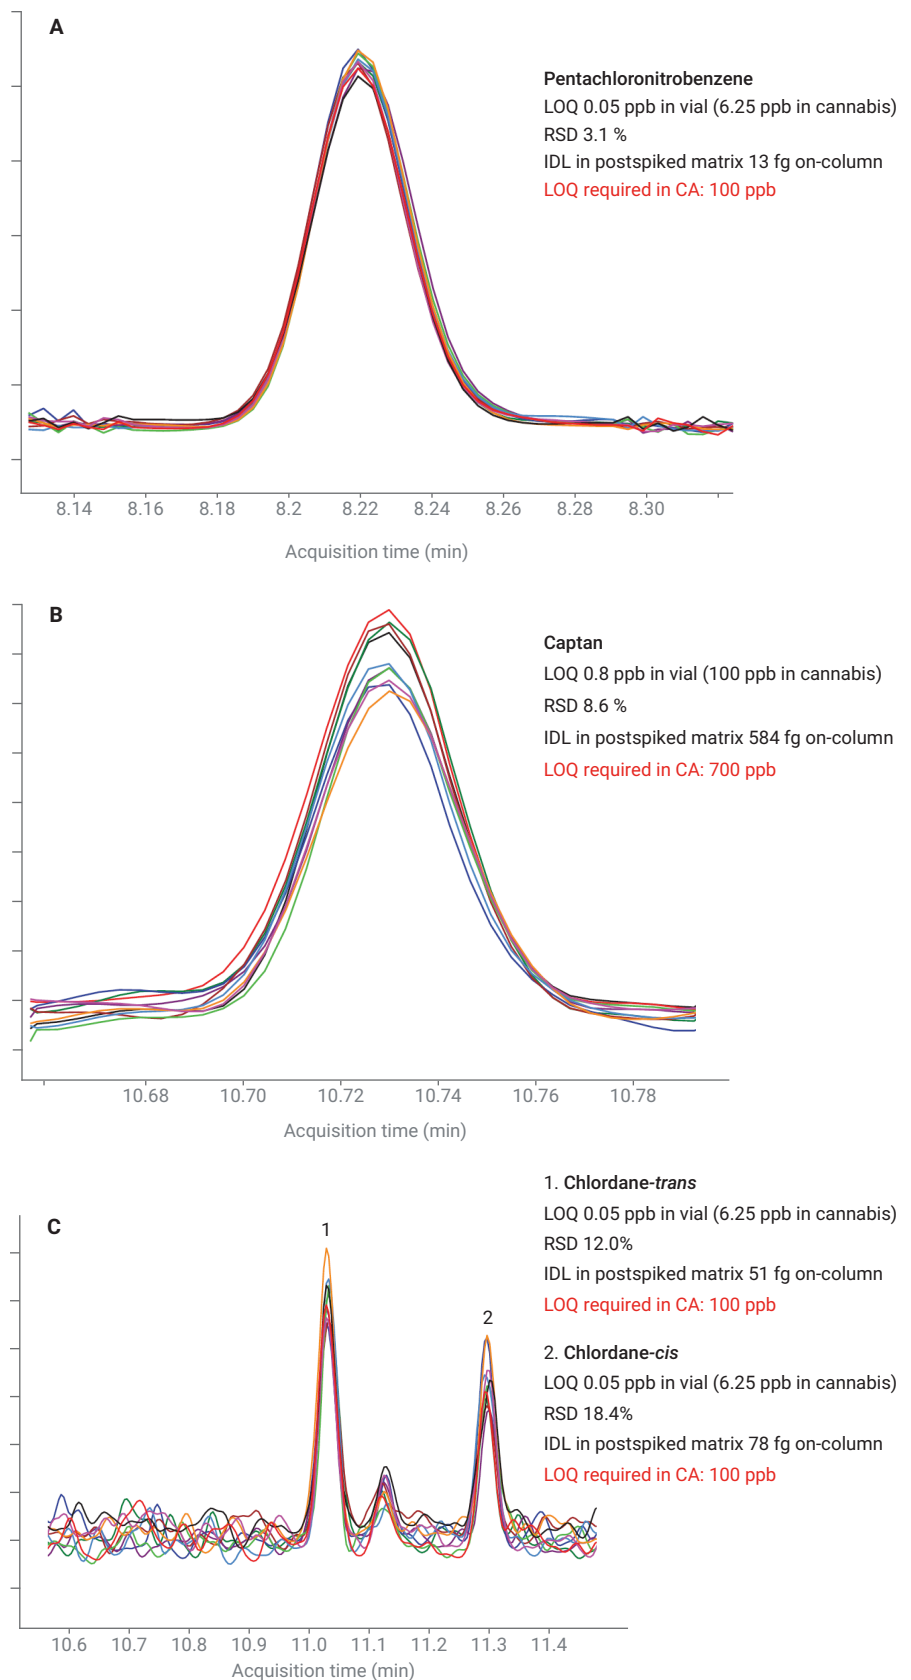 A
Pentachloronitrobenzene
LOQ 0.05 ppb in vial (6.25 ppb in cannabis)
RSD 3.1 %
IDL in postspiked matrix 13 fg on-column
LOQ required in CA: 100 ppb
8.14 8.16 8.18 8.2 8.22 8.24 8.26 8.28 8.30
Acquisition time (min)
B
Captan
LOQ 0.8 ppb in vial (100 ppb in cannabis)
RSD 8.6 %
IDL in postspiked matrix 584 fg on-column
LOQ required in CA: 700 ppb
10.68 10.70 10.72 10.74 10.76 10.78
Acquisition time (min)
C
1
2
1. Chlordane-trans
LOQ 0.05 ppb in vial (6.25 ppb in cannabis)
RSD 12.0%
IDL in postspiked matrix 51 fg on-column
LOQ required in CA: 100 ppb
2. Chlordane-cis
LOQ 0.05 ppb in vial (6.25 ppb in cannabis)
RSD 18.4%
IDL in postspiked matrix 78 fg on-column
LOQ required in CA: 100 ppb
10.6 10.7 10.8 10.9 11.0 11.1 11.2 11.3 11.4
Acquisition time (min)